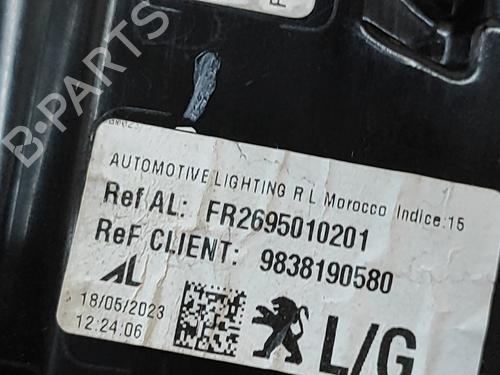 B-PARTS
AUTOMOTIVE LIGHTING R L Morocco Indice:15
Ref AL: FR2695010201
ReF CLIENT: 9838190580
AL
18/05/2023
12:24:06
L/G